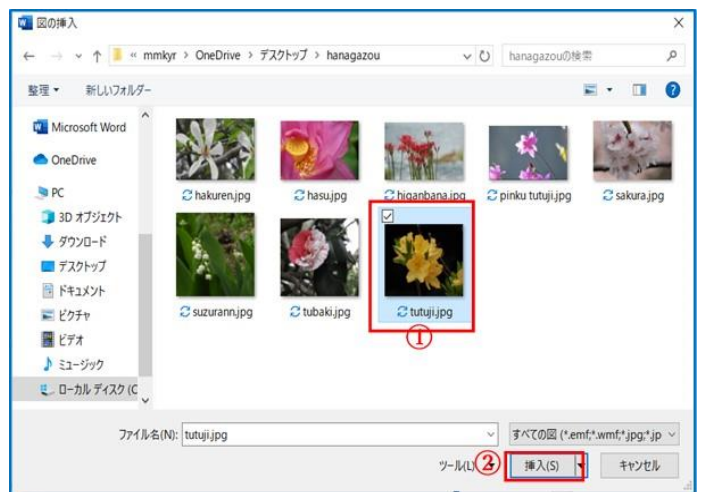 図の挿入
« mmkyr > OneDrive > デスクトップ > hanagazou
hanagazouの検索
整理 新しいフォルダー
Microsoft Word
OneDrive
PC
3D オブジェクト
ダウンロード
デスクトップ
ドキュメント
ピクチャ
ビデオ
ミュージック
ローカル ディスク (C
hakuren.jpg
hasu.jpg
higanbana.jpg
pinku tutuji.jpg
sakura.jpg
suzurann.jpg
tubaki.jpg
tutuji.jpg
①
ファイル名(N): tutuji.jpg
すべての図 (*.emf;*.wmf;*.jpg;*.jp
ツール(L) ② 挿入(S) キャンセル